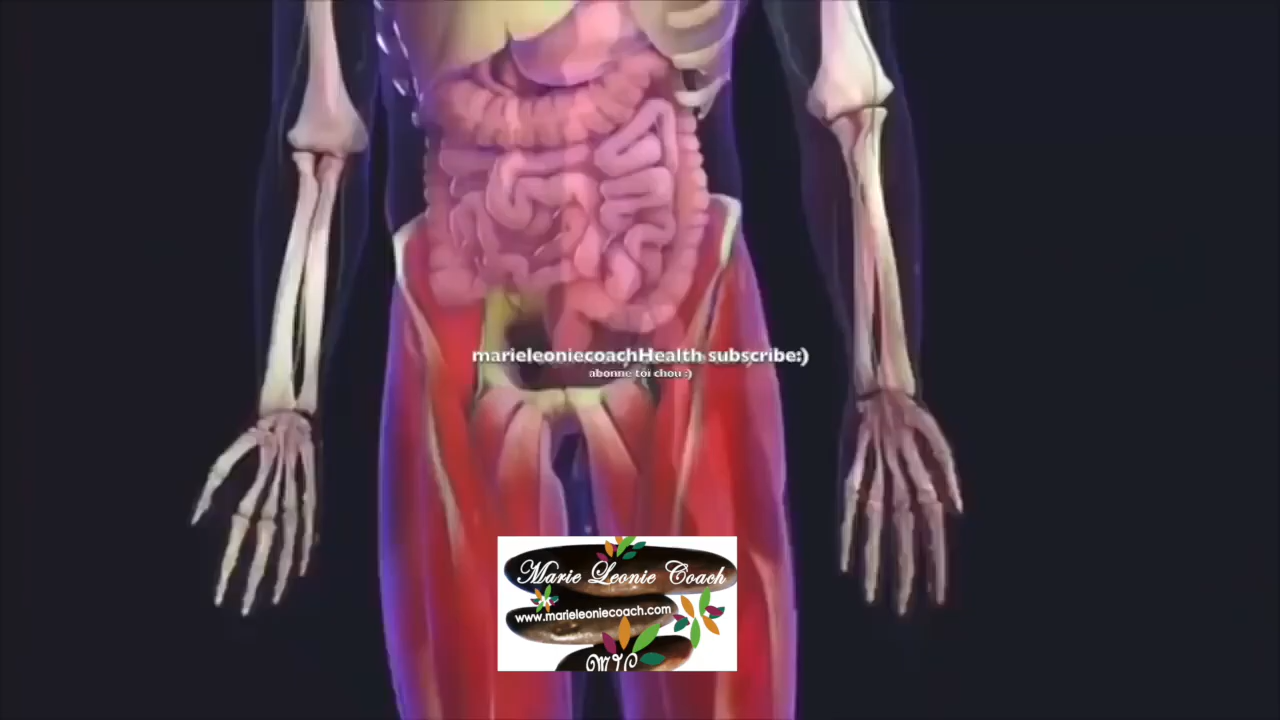 marieleoniecoachHealth subscribe:)
abonne toi chou :)
Marie Leonie Coach
www.marieleoniecoach.com